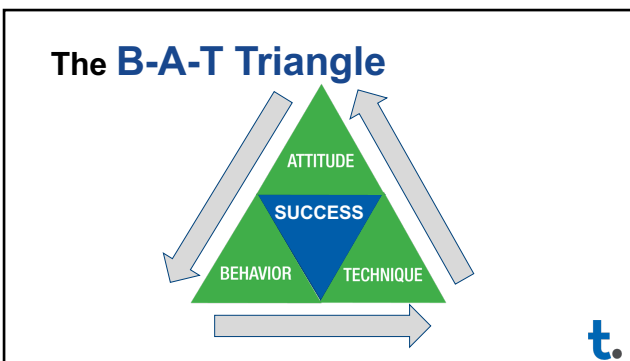 The B-A-T Triangle
ATTITUDE
SUCCESS
BEHAVIOR TECHNIQUE
t.